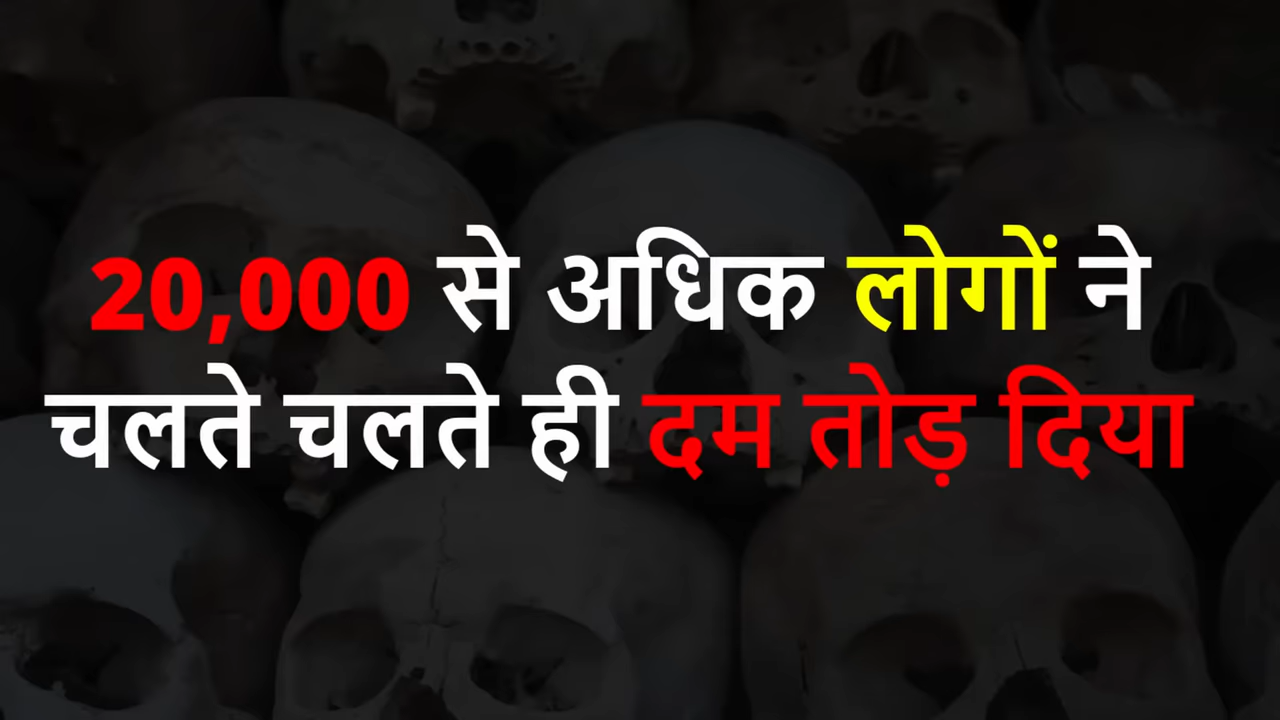 20,000 से अधिक लोगों ने
चलते चलते ही दम तोड़ दिया